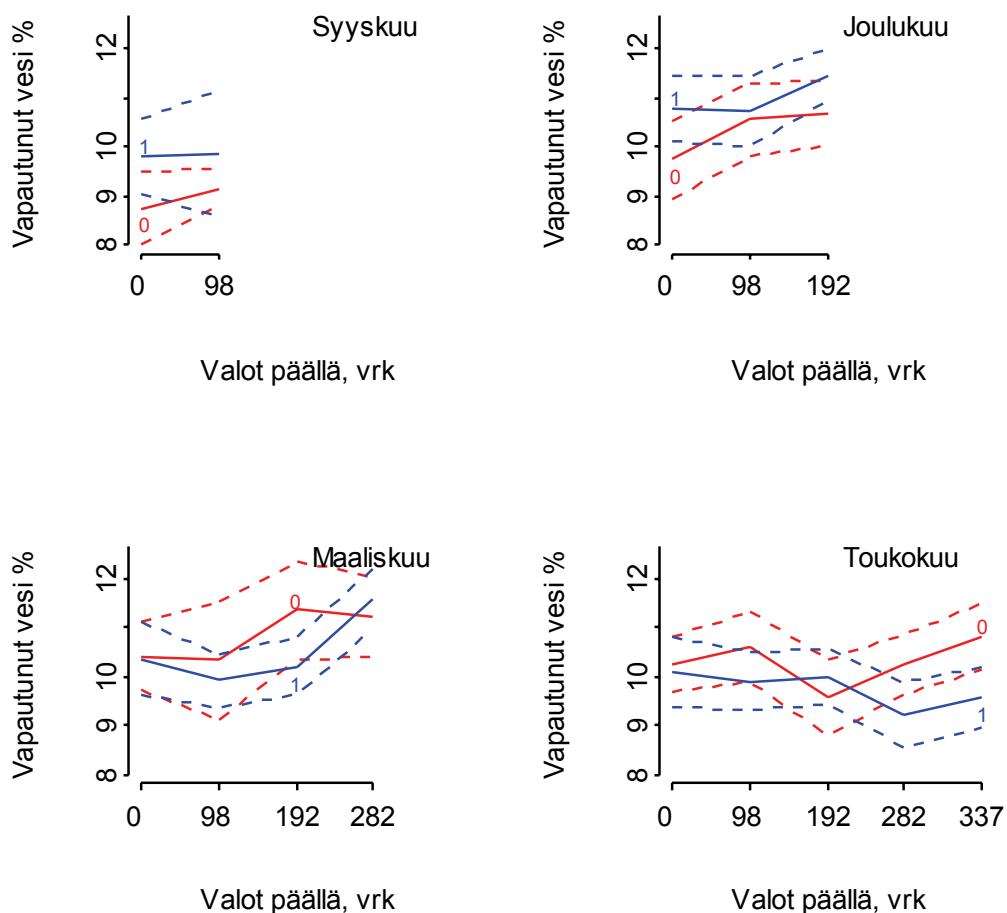 Syyskuu
Vapautunut vesi %
12
10
9
8
1
0
0 98
Valot päällä, vrk
Joulukuu
Vapautunut vesi %
12
10
9
8
1
0
0 98 192
Valot päällä, vrk
Maaliskuu
Vapautunut vesi %
12
10
9
8
0
1
0 98 192 282
Valot päällä, vrk
Toukokuu
Vapautunut vesi %
12
10
9
8
0
1
0 98 192 282 337
Valot päällä, vrk